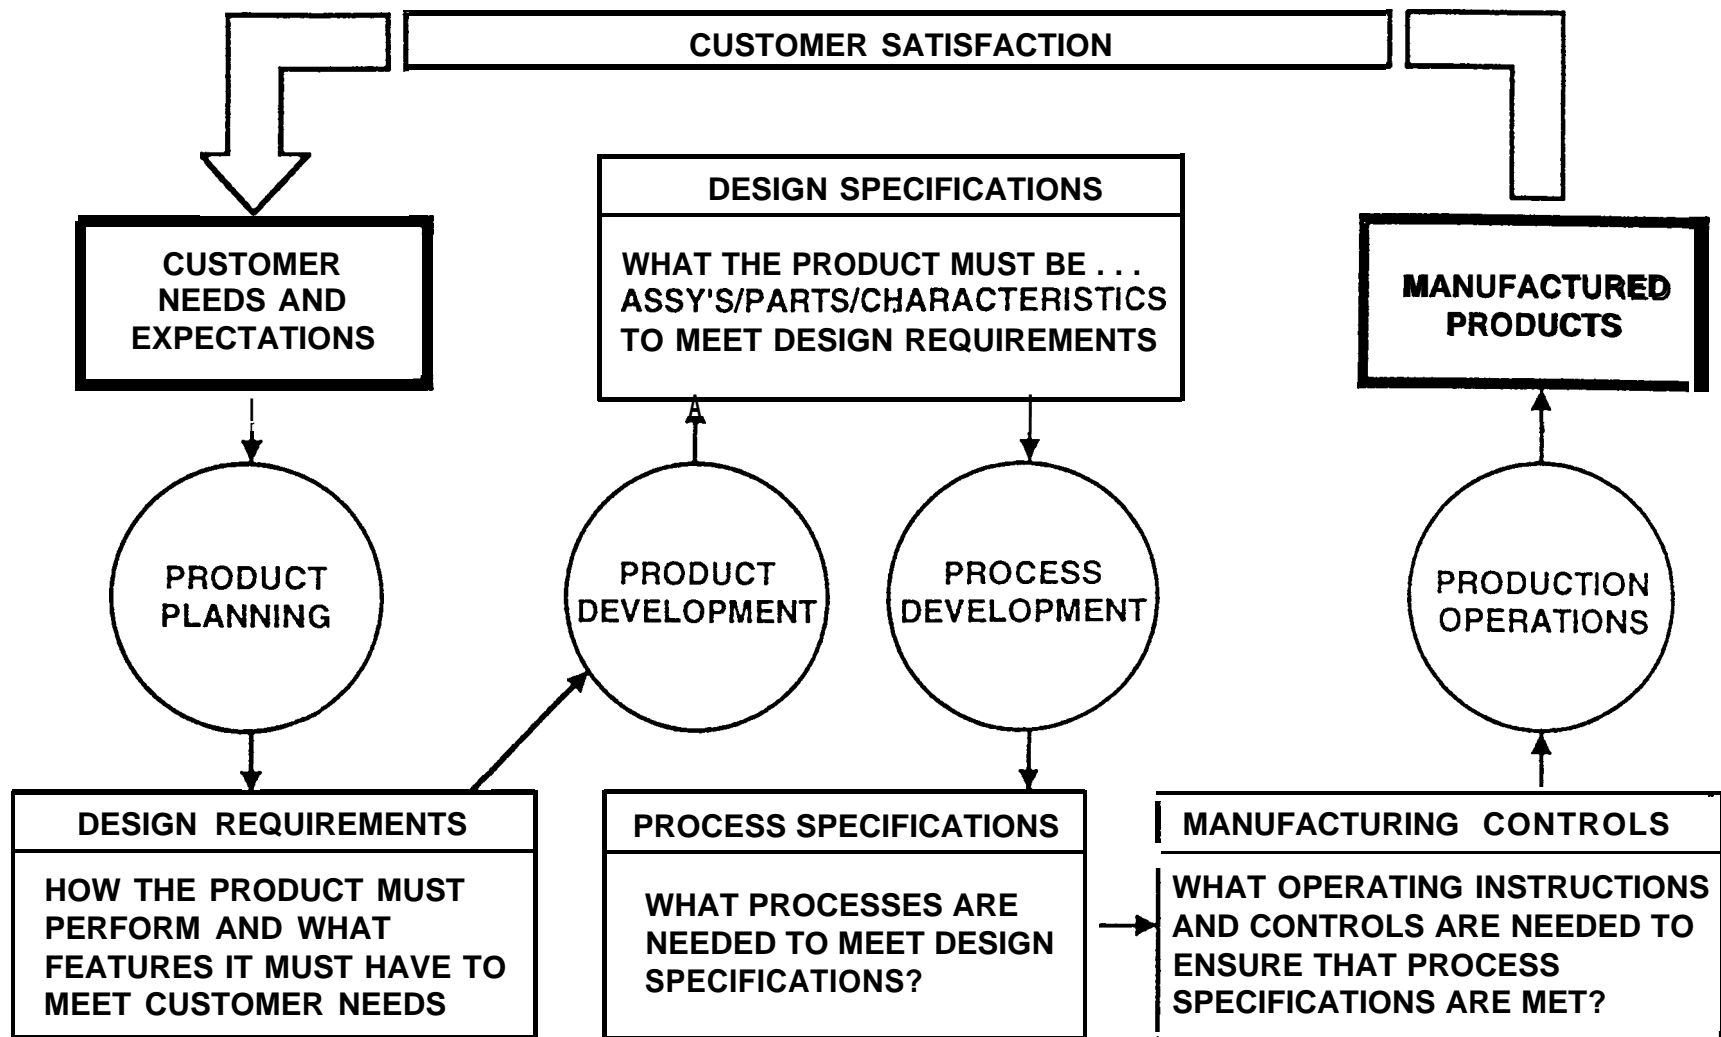 CUSTOMER SATISFACTION
CUSTOMER
NEEDS AND
EXPECTATIONS
DESIGN SPECIFICATIONS
WHAT THE PRODUCT MUST BE . . .
ASSY'S/PARTS/CHARACTERISTICS
TO MEET DESIGN REQUIREMENTS
MANUFACTURED
PRODUCTS
PRODUCT
PLANNING
PRODUCT
DEVELOPMENT
PROCESS
DEVELOPMENT
PRODUCTION
OPERATIONS
DESIGN REQUIREMENTS
HOW THE PRODUCT MUST
PERFORM AND WHAT
FEATURES IT MUST HAVE TO
MEET CUSTOMER NEEDS
PROCESS SPECIFICATIONS
WHAT PROCESSES ARE
NEEDED TO MEET DESIGN
SPECIFICATIONS?
MANUFACTURING CONTROLS
WHAT OPERATING INSTRUCTIONS
AND CONTROLS ARE NEEDED TO
ENSURE THAT PROCESS
SPECIFICATIONS ARE MET?